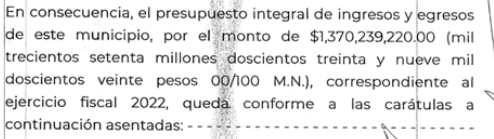 En consecuencia, el presupuesto integral de ingresos y egresos
de este municipio, por el monto de $1,370,239,220.00 (mil
trecientos setenta millones doscientos treinta y nueve mil
doscientos veinte pesos 00/100 M.N.), correspondiente al
ejercicio fiscal 2022, queda conforme a las carátulas a
continuación asentadas: - - - - - - - - - - - - - - - - - - - - - - - - - - - - -